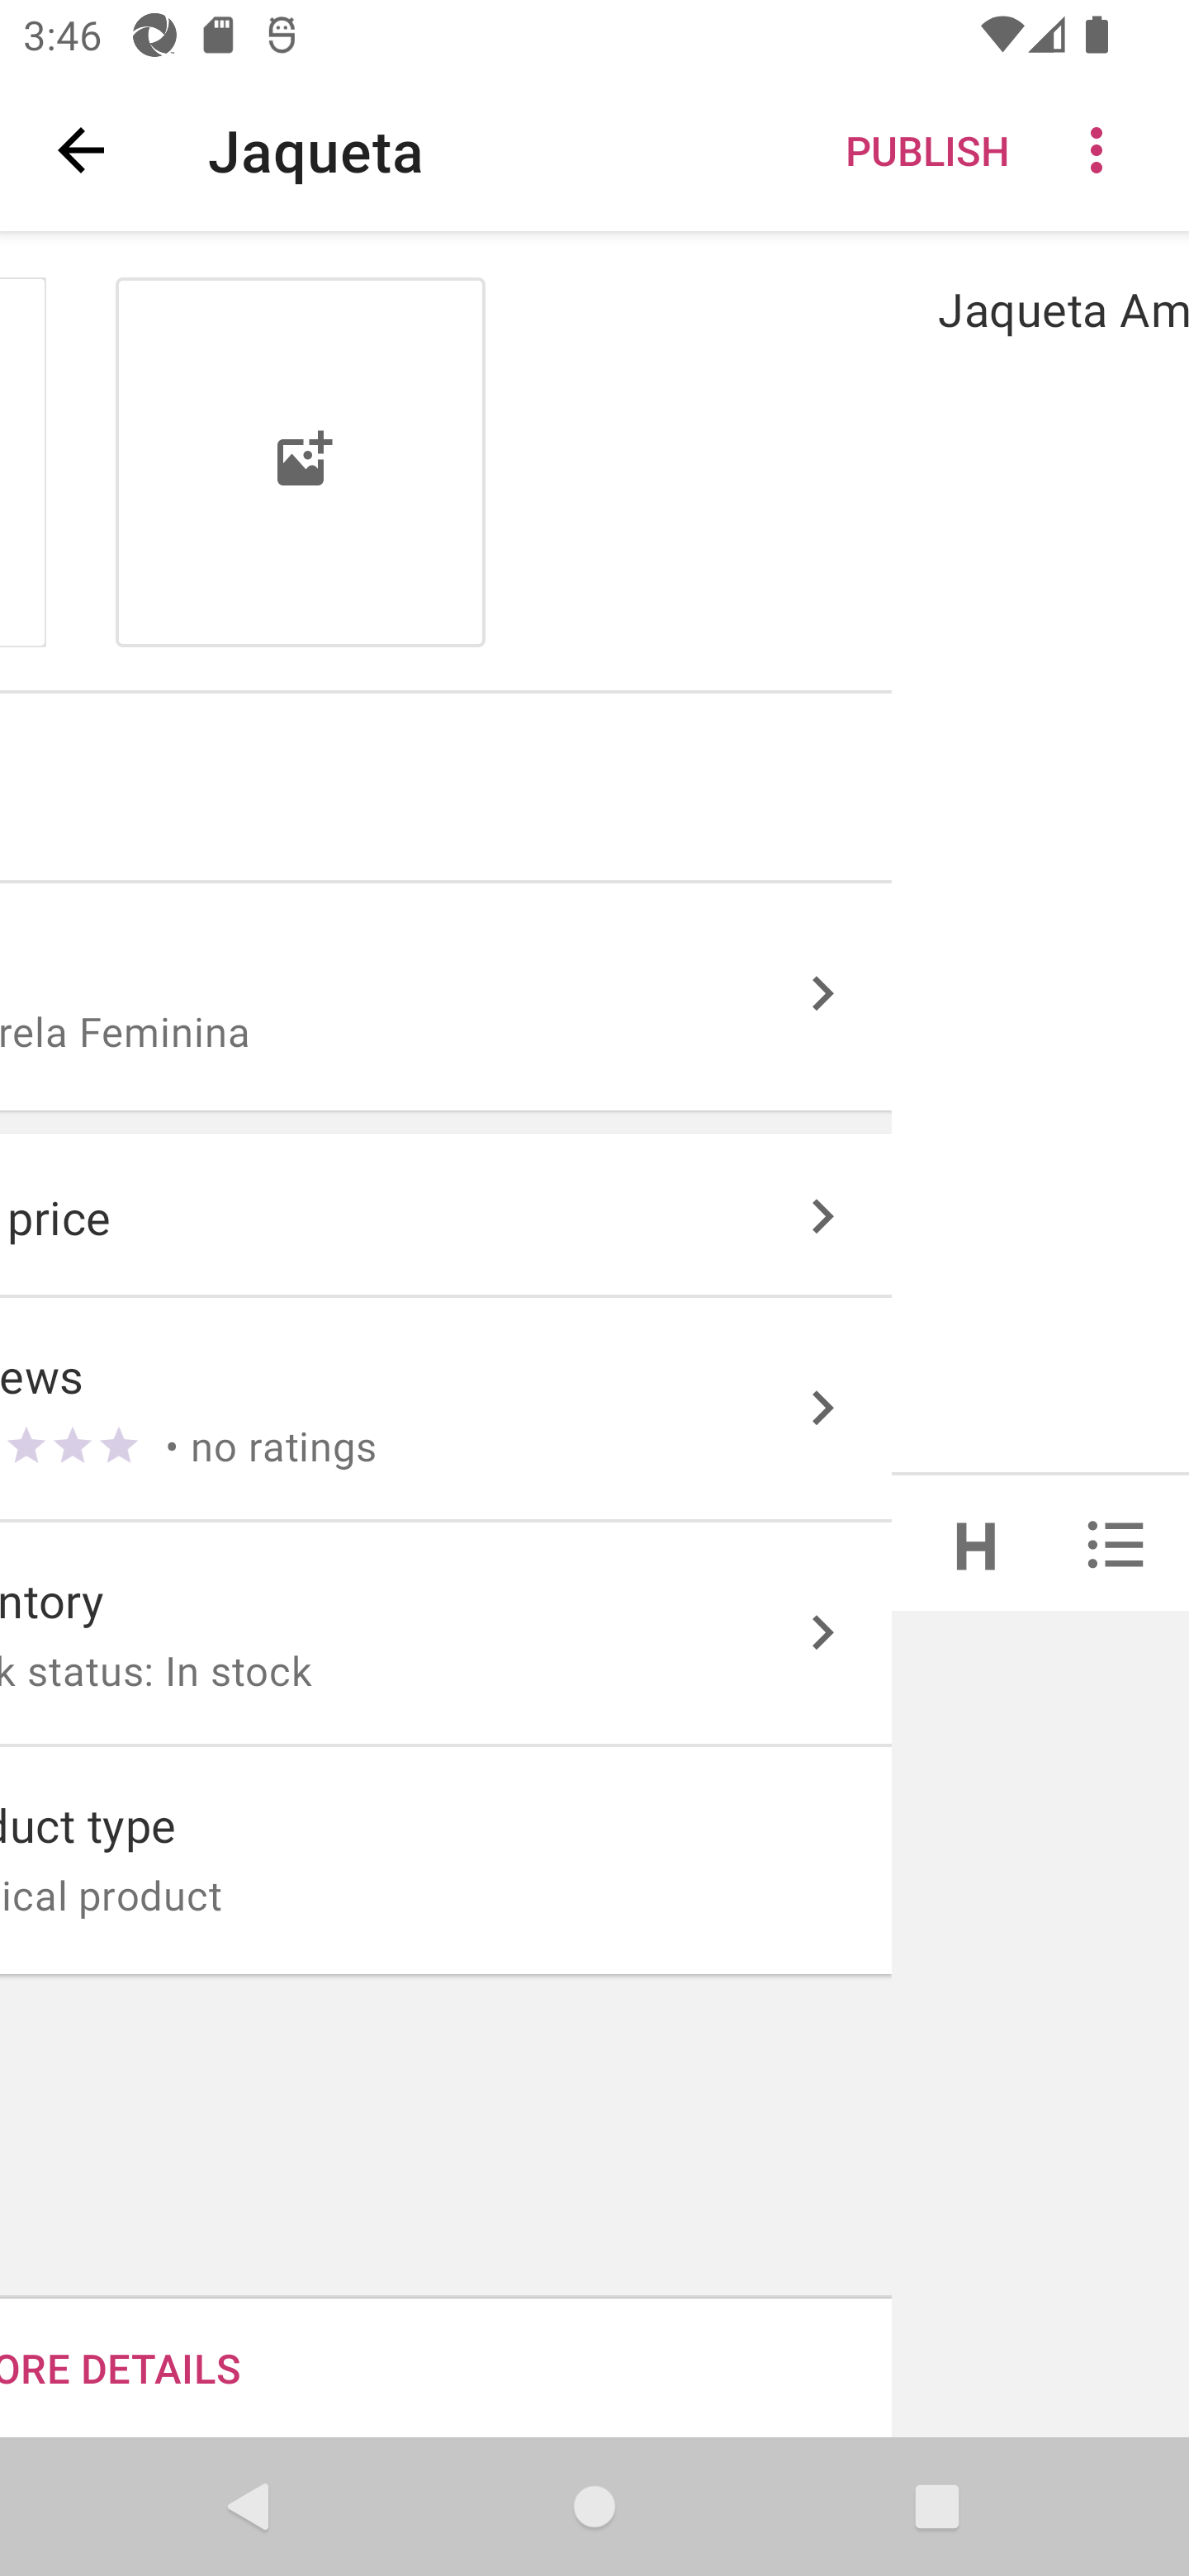 3:46
Jaqueta
PUBLISH
Jaqueta Am
rela Feminina
price
ews
• no ratings
H
ntory
k status: In stock
duct type
ical product
ORE DETAILS